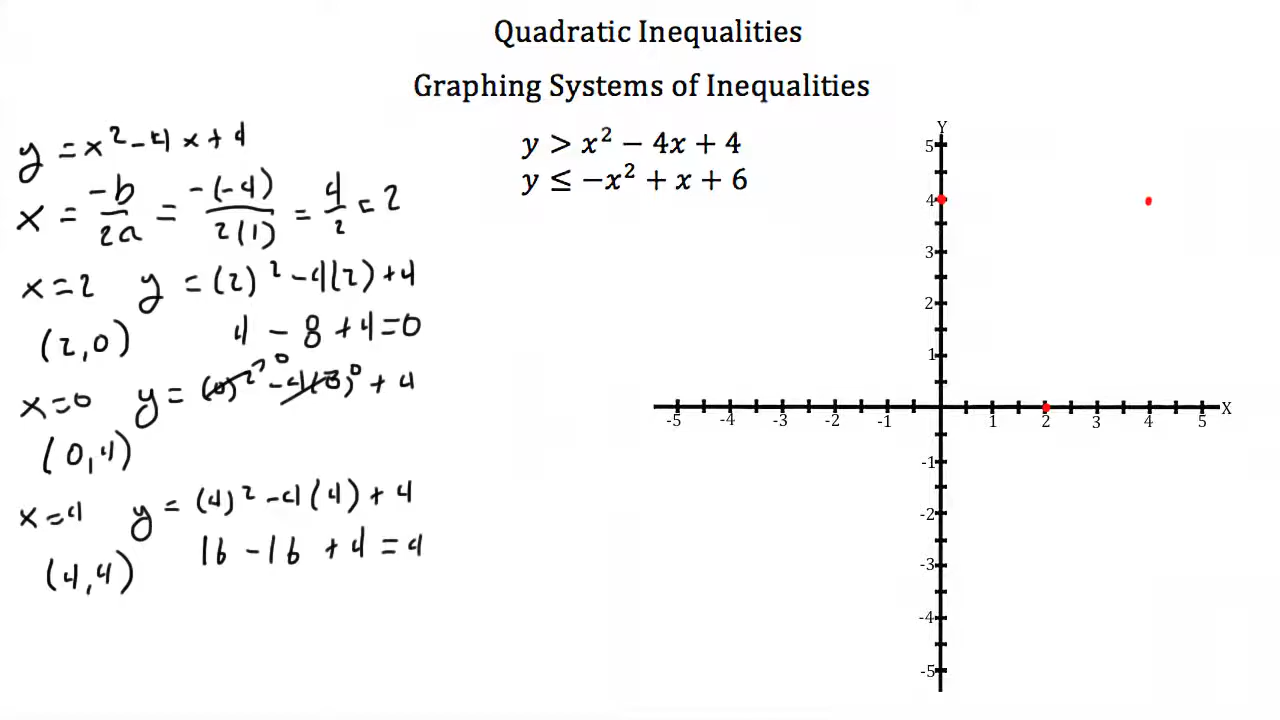 Quadratic Inequalities
Graphing Systems of Inequalities
y > x² − 4x + 4
y ≤ −x² + x + 6
y = x² − 4x + 4
x = −b/2a = −(−4)/2(1) = 4/2 = 2
x = 2 y = (2)² − 4(2) + 4
(2,0) 4 − 8 + 4 = 0
x = 0 y = (0)²⁰ − 4(0)⁰ + 4
(0,4)
x = 4 y = (4)² − 4(4) + 4
(4,4) 16 − 16 + 4 = 4
Y
5
4
3
2
1
-5 -4 -3 -2 -1 1 2 3 4 5 X
-1
-2
-3
-4
-5